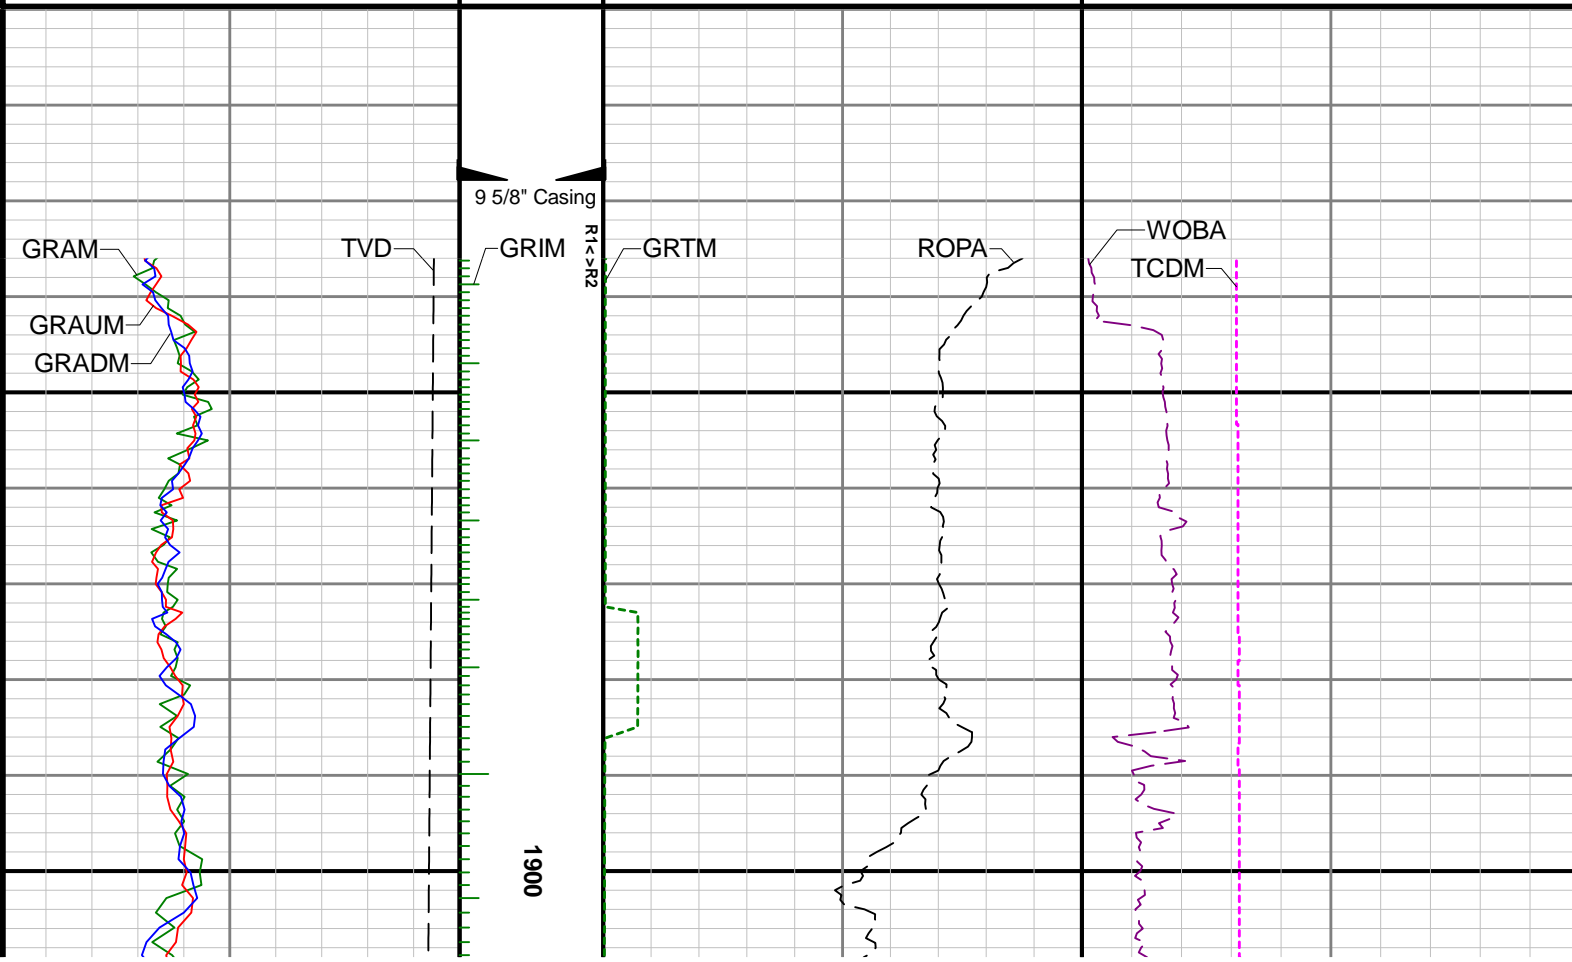 9 5/8" Casing
R1< >R2
GRAM
TVD
GRIM
GRTM
ROPA
WOBA
TCDM
GRAUM
GRADM
1900